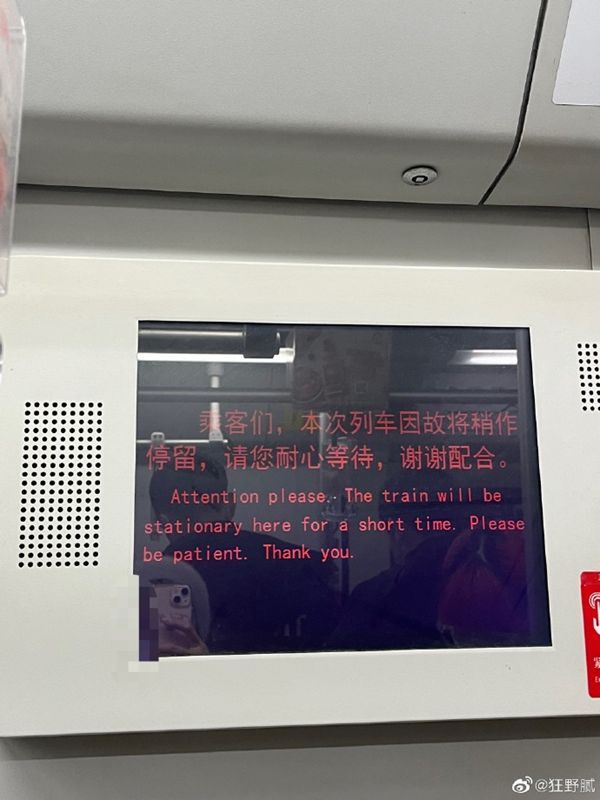 乘客们，本次列车因故将稍作
停留，请您耐心等待，谢谢配合。
Attention please. The train will be
stationary here for a short time. Please
be patient. Thank you.
@狂野腻